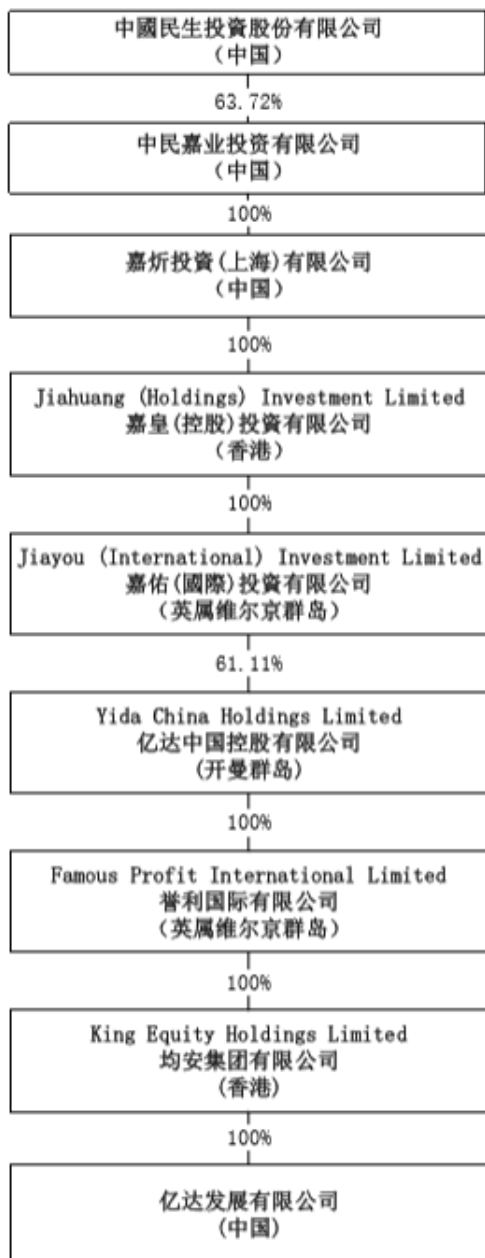 中國民生投資股份有限公司
（中国）
63.72%
中民嘉业投资有限公司
（中国）
100%
嘉炘投資(上海)有限公司
（中国）
100%
Jiahuang (Holdings) Investment Limited
嘉皇(控股)投資有限公司
（香港）
100%
Jiayou (International) Investment Limited
嘉佑(國際)投資有限公司
（英属维尔京群岛）
61.11%
Yida China Holdings Limited
亿达中国控股有限公司
(开曼群岛)
100%
Famous Profit International Limited
誉利国际有限公司
（英属维尔京群岛）
100%
King Equity Holdings Limited
均安集团有限公司
(香港)
100%
亿达发展有限公司
(中国)